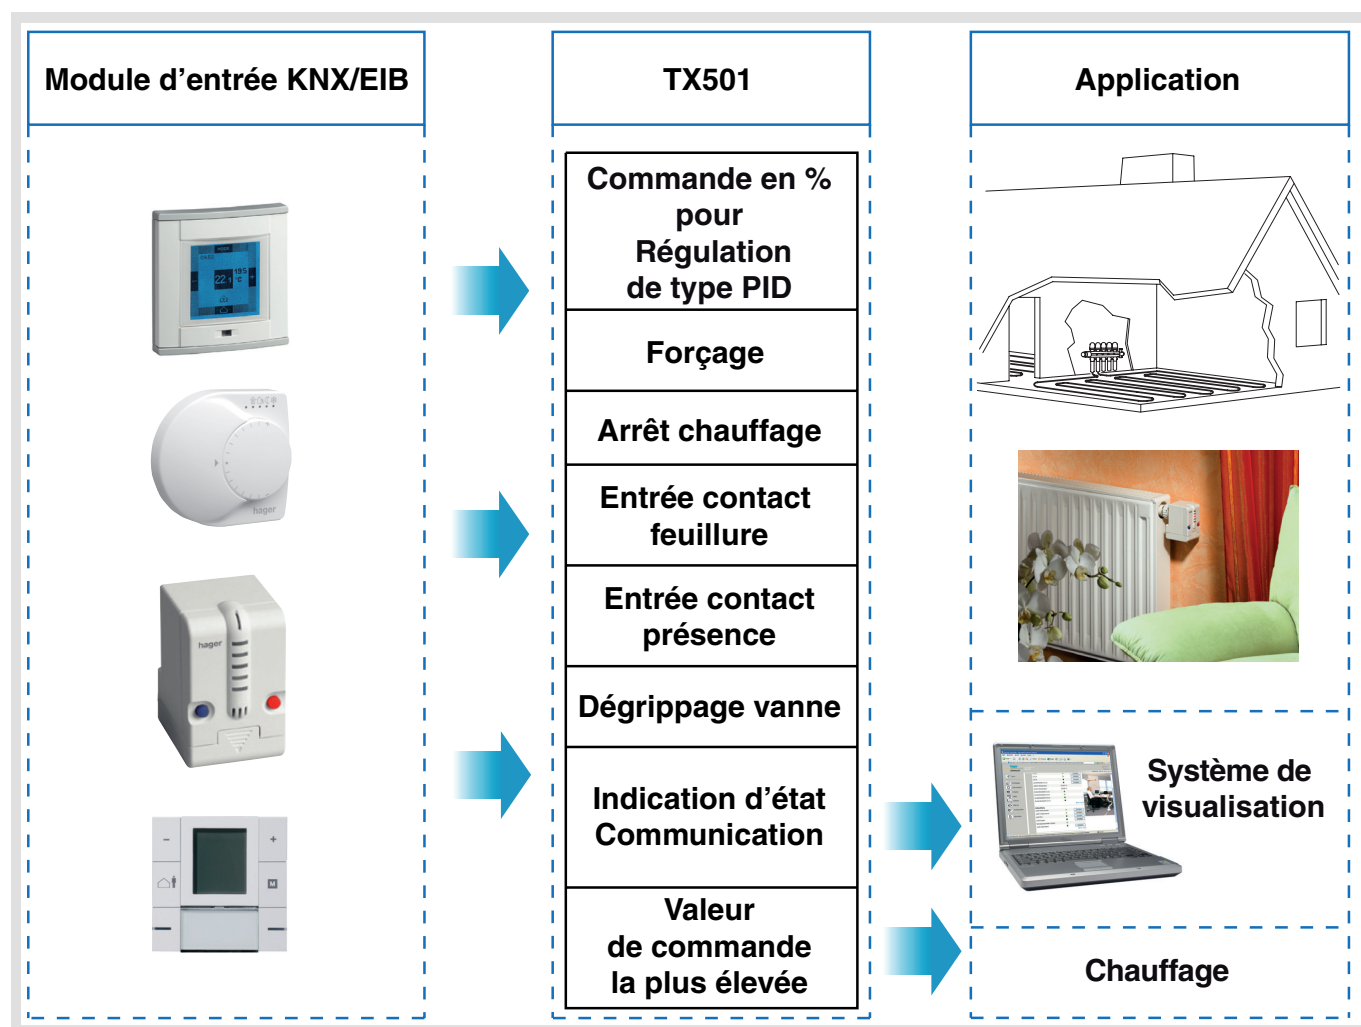 Module d'entrée KNX/EIB
TX501
Application
Commande en %
pour
Régulation
de type PID
Forçage
Arrêt chauffage
Entrée contact
feuillure
Entrée contact
présence
Dégrippage vanne
Indication d'état
Communication
Valeur
de commande
la plus élevée
hager
hager
Système de
visualisation
Chauffage